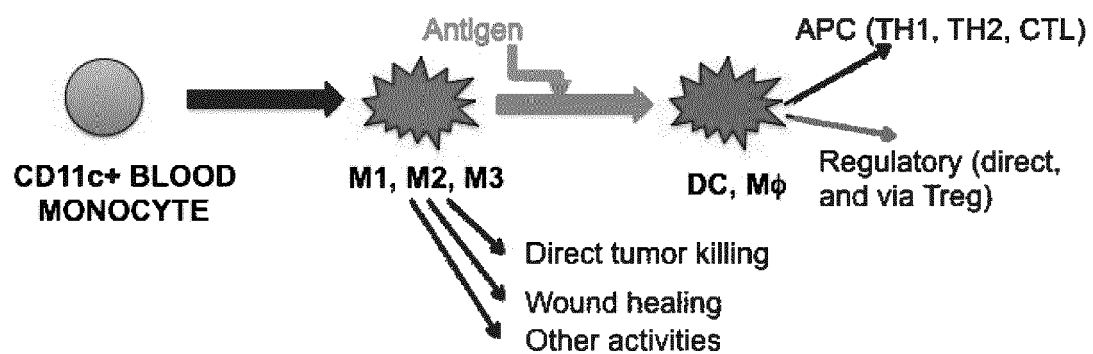 Antigen
APC (TH1, TH2, CTL)
CD11c+ BLOOD
MONOCYTE
M1, M2, M3
DC, Mϕ
Regulatory (direct,
and via Treg)
Direct tumor killing
Wound healing
Other activities